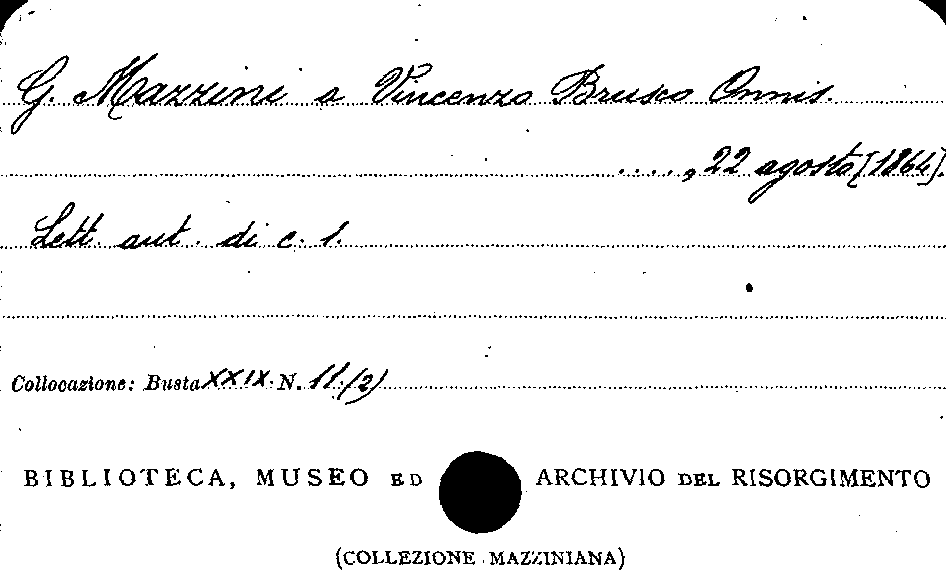 G. Mazzini a Vincenzo Brusco Onnis.
...., 22 agosto [1864].
Lett. aut. di c. 1.
Collocazione: Busta XXIX. N. 11.(2)
BIBLIOTECA, MUSEO ED ARCHIVIO DEL RISORGIMENTO
(COLLEZIONE MAZZINIANA)